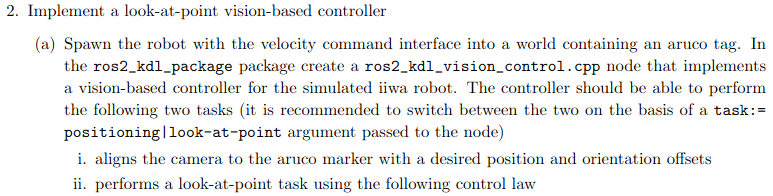 2. Implement a look-at-point vision-based controller
(a) Spawn the robot with the velocity command interface into a world containing an aruco tag. In
the ros2_kdl_package package create a ros2_kdl_vision_control.cpp node that implements
a vision-based controller for the simulated iiwa robot. The controller should be able to perform
the following two tasks (it is recommended to switch between the two on the basis of a task:=
positioning|look-at-point argument passed to the node)
i. aligns the camera to the aruco marker with a desired position and orientation offsets
ii. performs a look-at-point task using the following control law